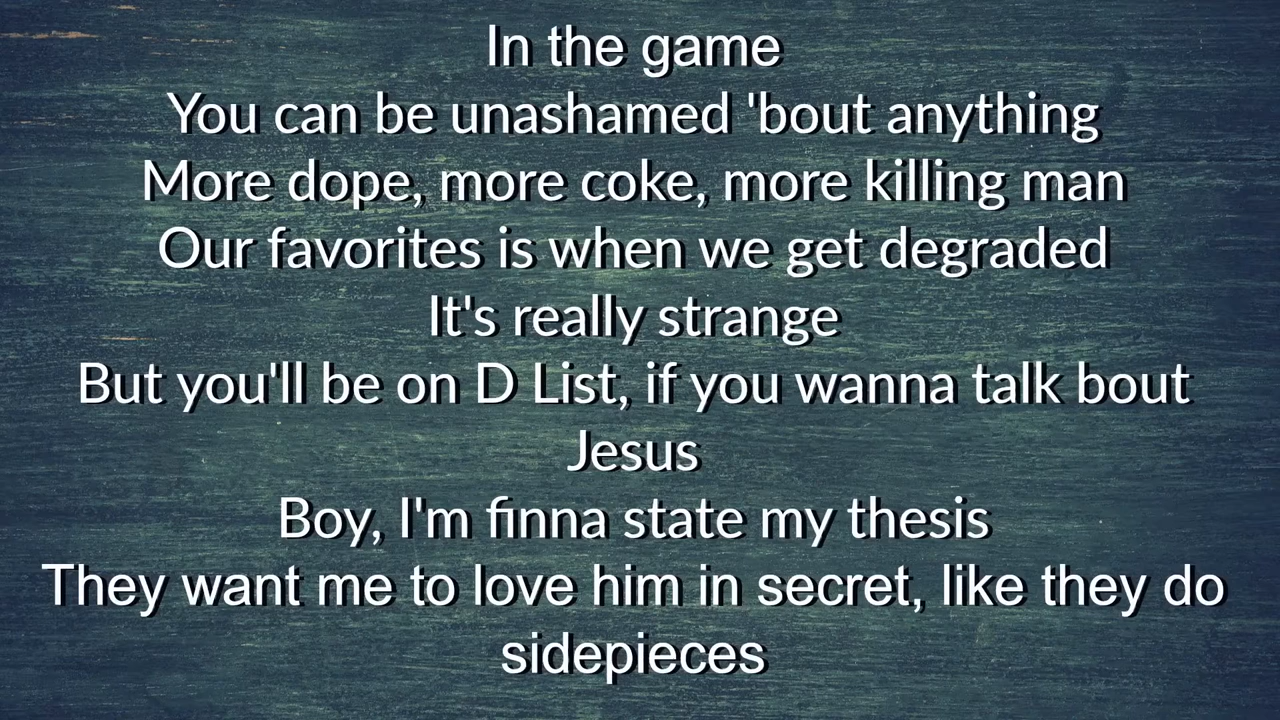 In the game
You can be unashamed 'bout anything
More dope, more coke, more killing man
Our favorites is when we get degraded
It's really strange
But you'll be on D List, if you wanna talk bout
Jesus
Boy, I'm finna state my thesis
They want me to love him in secret, like they do
sidepieces